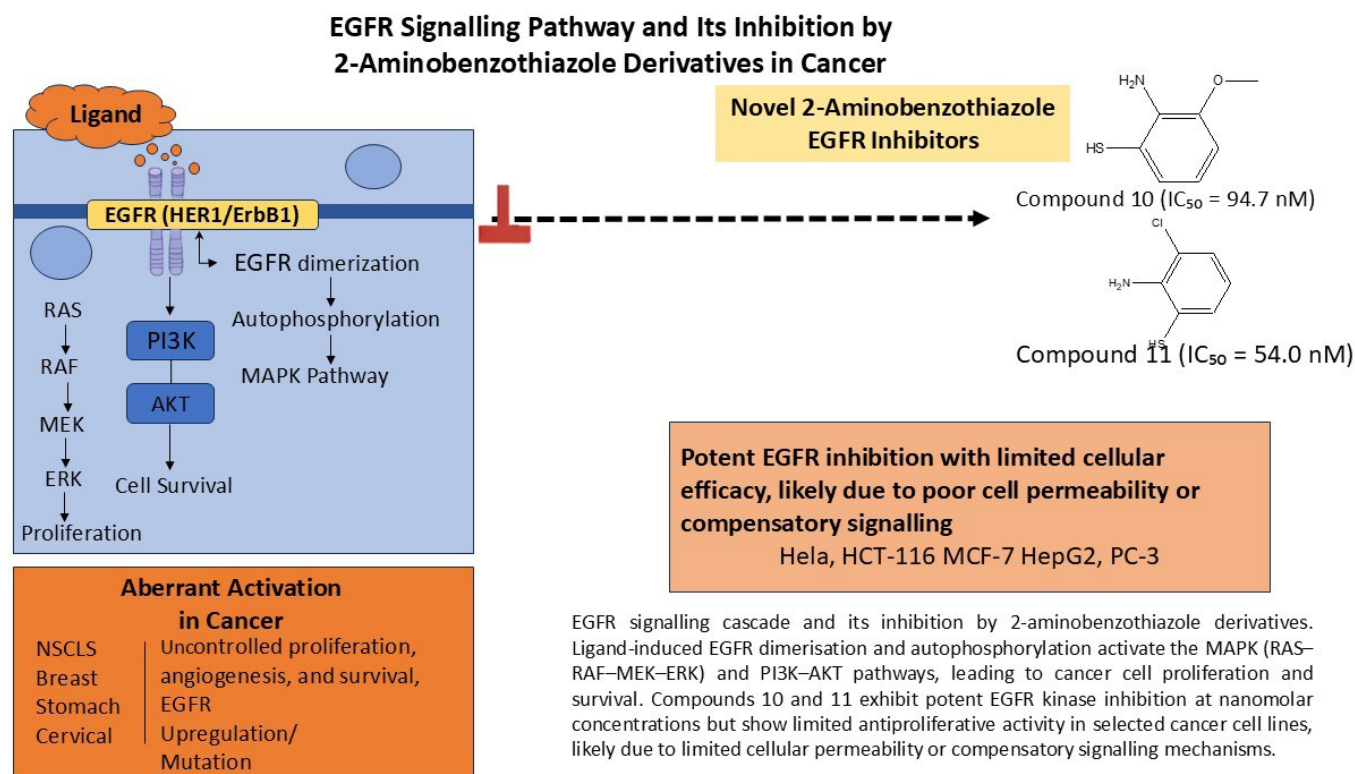 EGFR Signalling Pathway and Its Inhibition by
2-Aminobenzothiazole Derivatives in Cancer
Ligand
EGFR (HER1/ErbB1)
EGFR dimerization
Autophosphorylation
MAPK Pathway
RAS
RAF
MEK
ERK
Proliferation
PI3K
AKT
Cell Survival
Novel 2-Aminobenzothiazole
EGFR Inhibitors
H₂N
O
HS
Compound 10 (IC₅₀ = 94.7 nM)
Cl
H₂N
HS
Compound 11 (IC₅₀ = 54.0 nM)
Potent EGFR inhibition with limited cellular
efficacy, likely due to poor cell permeability or
compensatory signalling
Hela, HCT-116 MCF-7 HepG2, PC-3
Aberrant Activation
in Cancer
NSCLS
Breast
Stomach
Cervical
Uncontrolled proliferation,
angiogenesis, and survival,
EGFR
Upregulation/
Mutation
EGFR signalling cascade and its inhibition by 2-aminobenzothiazole derivatives.
Ligand-induced EGFR dimerisation and autophosphorylation activate the MAPK (RAS–
RAF–MEK–ERK) and PI3K–AKT pathways, leading to cancer cell proliferation and
survival. Compounds 10 and 11 exhibit potent EGFR kinase inhibition at nanomolar
concentrations but show limited antiproliferative activity in selected cancer cell lines,
likely due to limited cellular permeability or compensatory signalling mechanisms.